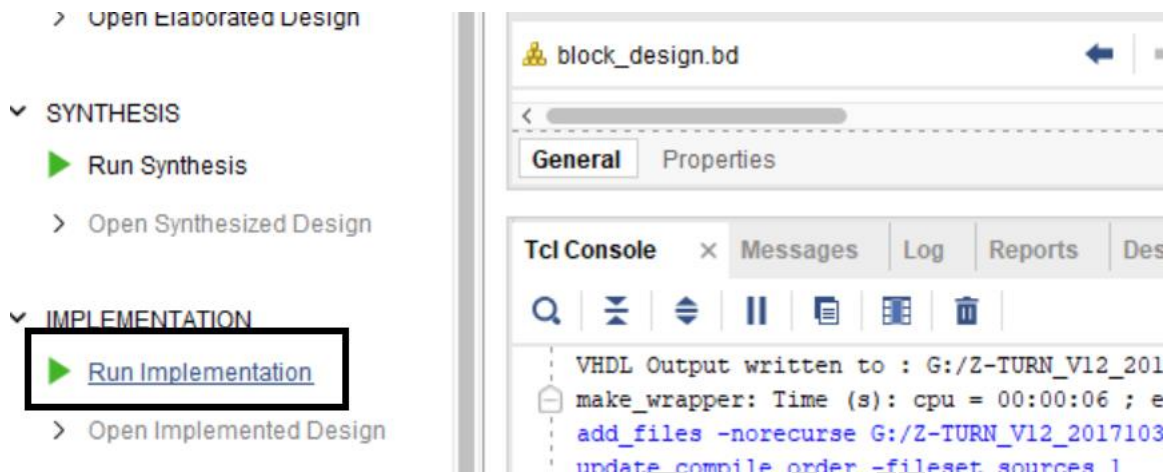 Open Elaborated Design
SYNTHESIS
Run Synthesis
Open Synthesized Design
IMPLEMENTATION
Run Implementation
Open Implemented Design
block_design.bd
General Properties
Tcl Console Messages Log Reports Des
VHDL Output written to : G:/Z-TURN_V12_201
make_wrapper: Time (s): cpu = 00:00:06 ; e
add_files -norecurse G:/Z-TURN_V12_2017103
update_compile_order -fileset sources_1